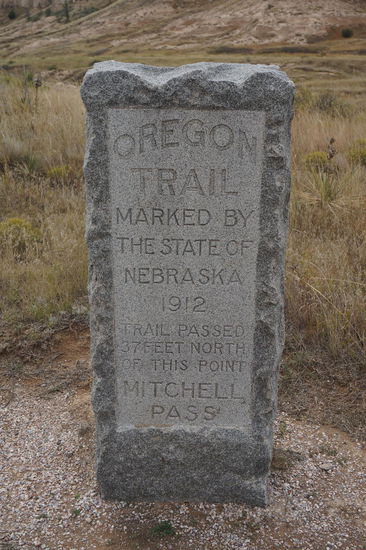 OREGON
TRAIL
MARKED BY
THE STATE OF
NEBRASKA
1912
TRAIL PASSED
37 FEET NORTH
OF THIS POINT
MITCHELL
PASS